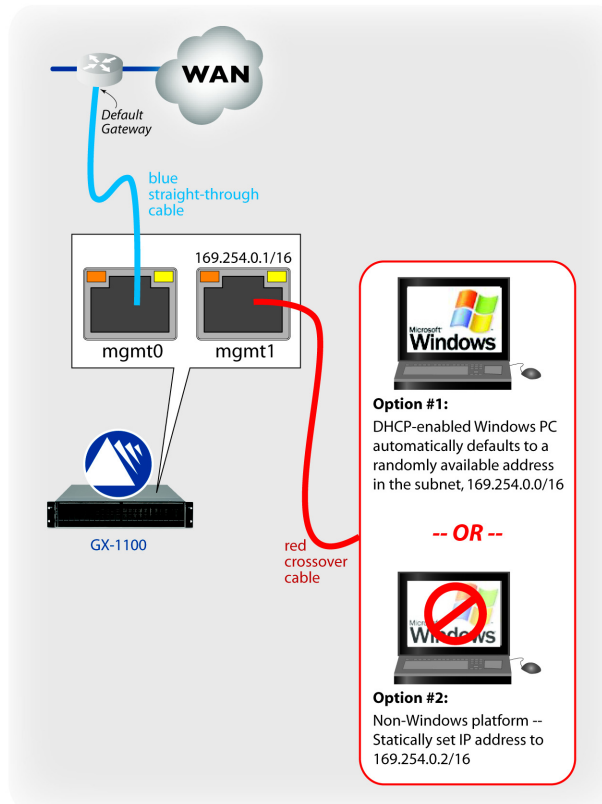 WAN
Default
Gateway
blue
straight-through
cable
169.254.0.1/16
mgmt0
mgmt1
GX-1100
red
crossover
cable
Microsoft
Windows
Option #1:
DHCP-enabled Windows PC
automatically defaults to a
randomly available address
in the subnet, 169.254.0.0/16
-- OR --
Windows
Option #2:
Non-Windows platform --
Statically set IP address to
169.254.0.2/16